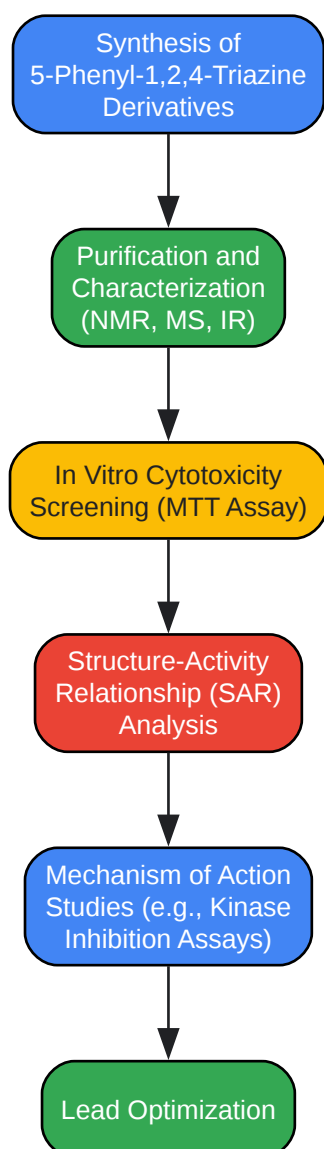 Synthesis of
5-Phenyl-1,2,4-Triazine
Derivatives
Purification and
Characterization
(NMR, MS, IR)
In Vitro Cytotoxicity
Screening (MTT Assay)
Structure-Activity
Relationship (SAR)
Analysis
Mechanism of Action
Studies (e.g., Kinase
Inhibition Assays)
Lead Optimization